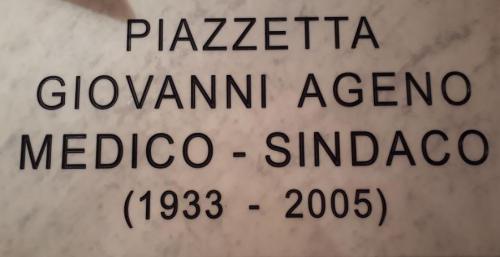 PIAZZETTA
GIOVANNI AGENO
MEDICO - SINDACO
(1933 - 2005)